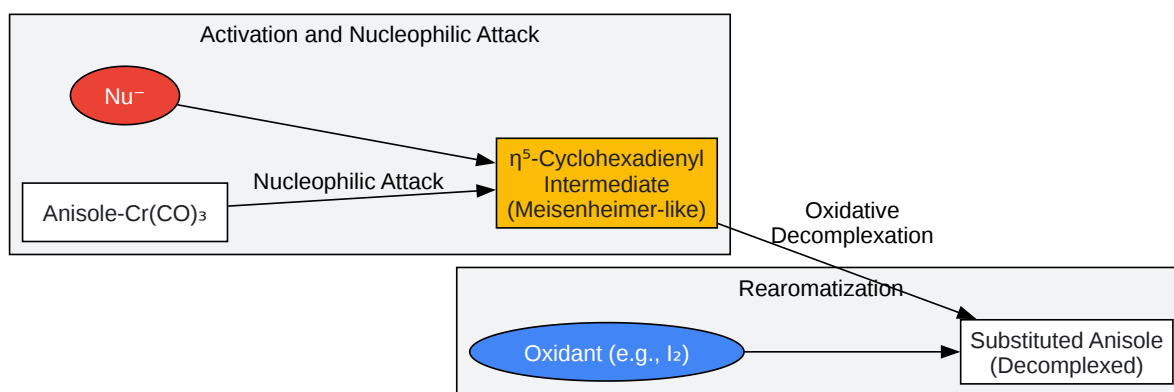 Activation and Nucleophilic Attack
Nu⁻
Anisole-Cr(CO)₃
Nucleophilic Attack
η⁵-Cyclohexadienyl
Intermediate
(Meisenheimer-like)
Oxidative
Decomplexation
Rearomatization
Oxidant (e.g., I₂)
Substituted Anisole
(Decomplexed)